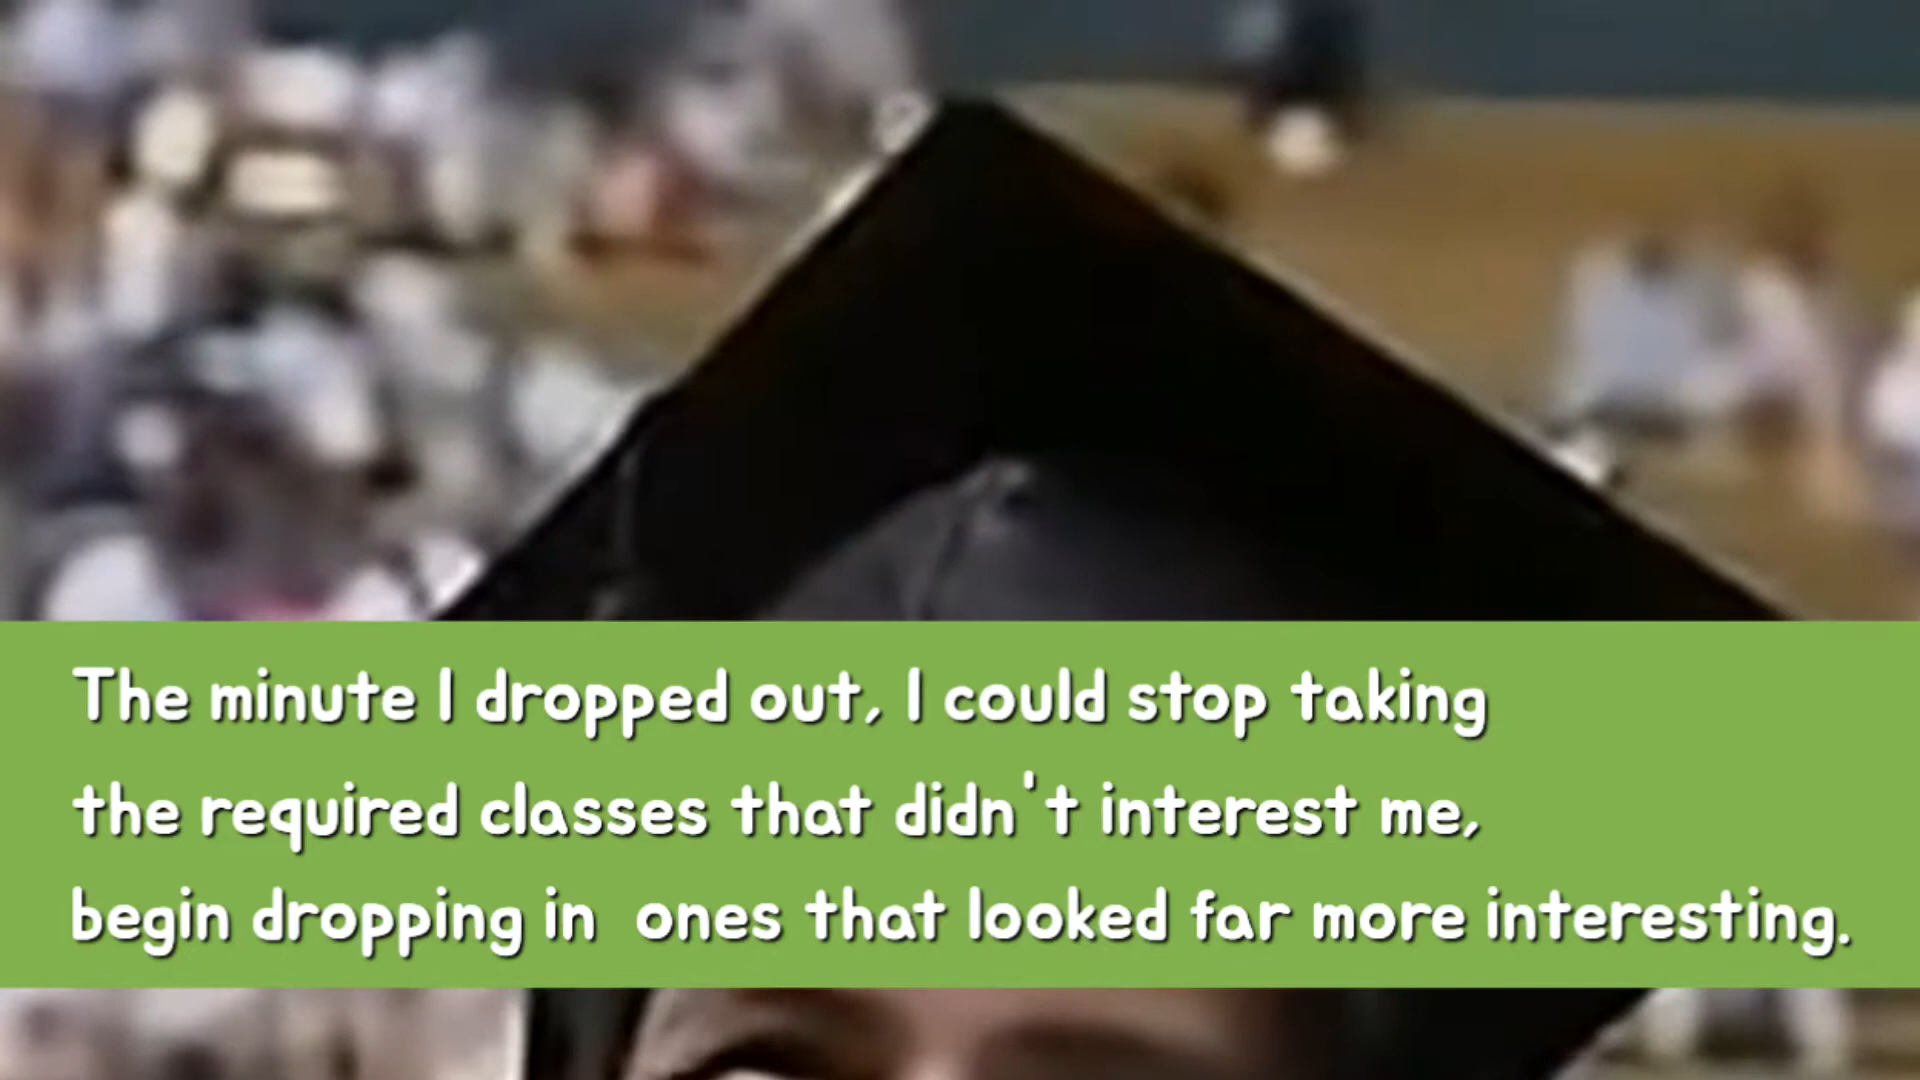 The minute I dropped out, I could stop taking
the required classes that didn't interest me,
begin dropping in  ones that looked far more interesting.